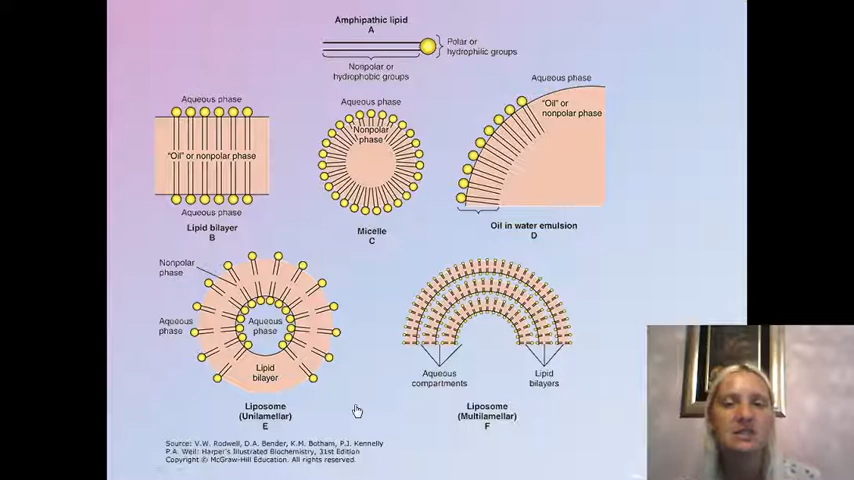 Amphipathic lipid
A
Polar or
hydrophilic groups
Nonpolar or
hydrophobic groups
Aqueous phase
"Oil" or nonpolar phase
Aqueous phase
Lipid bilayer
B
Aqueous phase
Nonpolar
phase
Micelle
C
Aqueous phase
"Oil" or
nonpolar phase
Oil in water emulsion
D
Nonpolar
phase
Aqueous
phase
Aqueous
phase
Lipid
bilayer
Liposome
(Unilamellar)
E
Aqueous
compartments
Lipid
bilayers
Liposome
(Multilamellar)
F
Source: V.W. Rodwell, D.A. Bender, K.M. Botham, P.J. Kennelly
P.A. Weil: Harper's Illustrated Biochemistry, 31st Edition
Copyright © McGraw-Hill Education. All rights reserved.